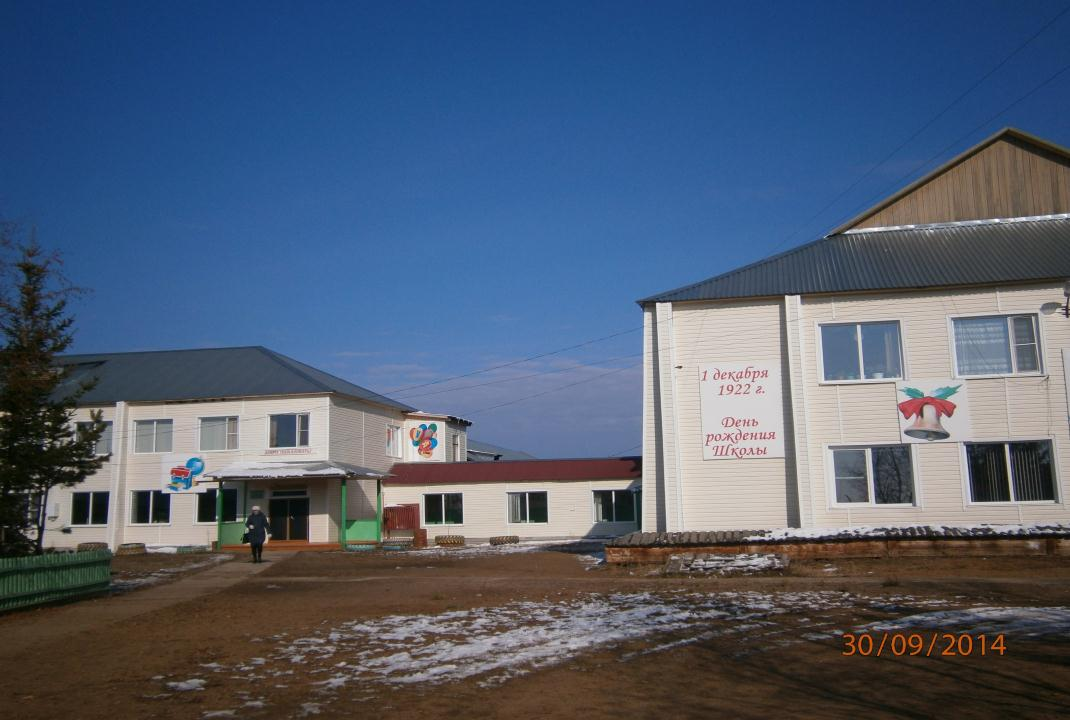 1 декабря
1922 г.
День
рождения
Школы
30/09/2014